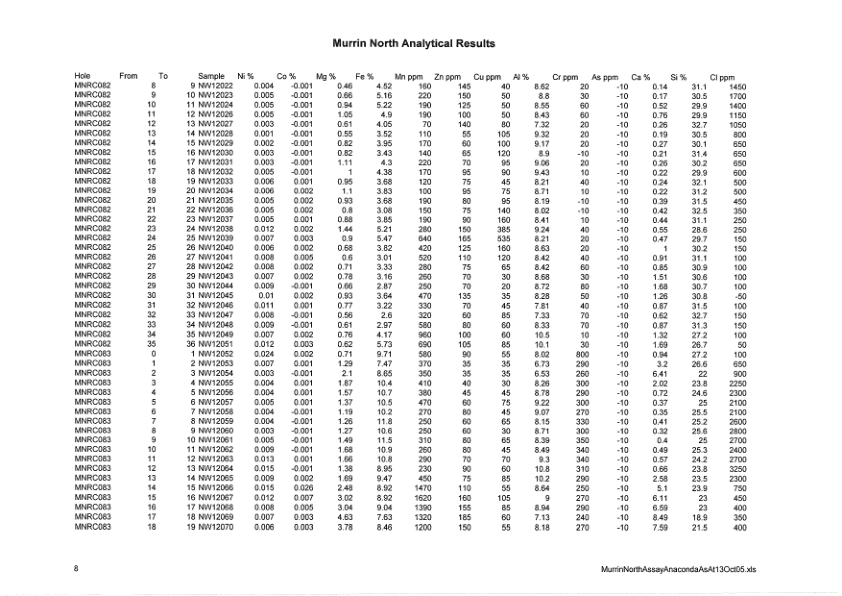 Murrin North Analytical Results
Hole From To Sample Ni % Co % Mg % Fe % Mn ppm Zn ppm Cu ppm Al % Cr ppm As ppm Ca % Si % Cl ppm
MNRC082 8 9 NW12022 0.004 -0.001 0.46 4.52 160 145 40 8.62 20 -10 0.14 31.1 1450
MNRC082 9 10 NW12023 0.005 -0.001 0.66 5.16 220 150 50 8.8 30 -10 0.17 30.5 1700
MNRC082 10 11 NW12024 0.005 -0.001 0.94 5.22 190 125 50 8.55 60 -10 0.52 29.9 1400
MNRC082 11 12 NW12026 0.005 -0.001 1.05 4.9 190 100 50 8.43 60 -10 0.76 29.9 1150
MNRC082 12 13 NW12027 0.003 -0.001 0.61 4.05 70 140 80 7.32 20 -10 0.26 32.7 1050
MNRC082 13 14 NW12028 0.001 -0.001 0.55 3.52 110 55 105 9.32 20 -10 0.19 30.5 800
MNRC082 14 15 NW12029 0.002 -0.001 0.82 3.95 170 60 100 9.17 20 -10 0.27 30.1 650
MNRC082 15 16 NW12030 0.003 -0.001 0.82 3.43 140 65 120 8.9 -10 -10 0.21 31.4 650
MNRC082 16 17 NW12031 0.003 -0.001 1.11 4.3 220 70 95 9.06 20 -10 0.26 30.2 650
MNRC082 17 18 NW12032 0.005 -0.001 1 4.38 170 95 90 9.43 10 -10 0.22 29.9 600
MNRC082 18 19 NW12033 0.006 0.001 0.95 3.68 120 75 45 8.21 40 -10 0.24 32.1 500
MNRC082 19 20 NW12034 0.006 0.002 1.1 3.83 100 95 75 8.71 10 -10 0.22 31.2 500
MNRC082 20 21 NW12035 0.005 0.002 0.93 3.68 190 80 95 8.19 -10 -10 0.39 31.5 450
MNRC082 21 22 NW12036 0.005 0.002 0.8 3.08 150 75 140 8.02 -10 -10 0.42 32.5 350
MNRC082 22 23 NW12037 0.005 0.001 0.88 3.85 190 90 160 8.41 10 -10 0.44 31.1 250
MNRC082 23 24 NW12038 0.012 0.002 1.44 5.21 280 150 385 9.24 40 -10 0.55 28.6 250
MNRC082 24 25 NW12039 0.007 0.003 0.9 5.47 640 165 535 8.21 20 -10 0.47 29.7 150
MNRC082 25 26 NW12040 0.006 0.002 0.68 3.82 420 125 160 8.63 20 -10 1 30.2 150
MNRC082 26 27 NW12041 0.008 0.005 0.6 3.01 520 110 120 8.42 40 -10 0.91 31.1 100
MNRC082 27 28 NW12042 0.008 0.002 0.71 3.33 280 75 65 8.42 60 -10 0.85 30.9 100
MNRC082 28 29 NW12043 0.007 0.002 0.78 3.16 260 70 30 8.68 30 -10 1.51 30.6 100
MNRC082 29 30 NW12044 0.009 -0.001 0.66 2.87 250 70 20 8.72 80 -10 1.68 30.7 100
MNRC082 30 31 NW12045 0.01 0.002 0.93 3.64 470 135 35 8.28 50 -10 1.26 30.8 -50
MNRC082 31 32 NW12046 0.011 0.001 0.77 3.22 330 70 45 7.81 40 -10 0.87 31.5 100
MNRC082 32 33 NW12047 0.008 -0.001 0.56 2.6 320 60 85 7.33 70 -10 0.62 32.7 150
MNRC082 33 34 NW12048 0.009 -0.001 0.61 2.97 580 80 60 8.33 70 -10 0.87 31.3 150
MNRC082 34 35 NW12049 0.007 0.002 0.76 4.17 960 100 60 10.5 10 -10 1.32 27.2 100
MNRC082 35 36 NW12051 0.012 0.003 0.62 5.73 690 105 85 10.1 30 -10 1.69 26.7 50
MNRC083 0 1 NW12052 0.024 0.002 0.71 9.71 580 90 55 8.02 800 -10 0.94 27.2 100
MNRC083 1 2 NW12053 0.007 0.001 1.29 7.47 370 35 35 6.73 290 -10 3.2 26.6 650
MNRC083 2 3 NW12054 0.003 -0.001 2.1 8.65 350 35 35 6.53 260 -10 6.41 22 900
MNRC083 3 4 NW12055 0.004 0.001 1.87 10.4 410 40 30 8.26 300 -10 2.02 23.8 2250
MNRC083 4 5 NW12056 0.004 0.001 1.57 10.7 380 45 45 8.78 290 -10 0.72 24.6 2300
MNRC083 5 6 NW12057 0.005 0.001 1.37 10.5 470 60 75 9.22 300 -10 0.37 25 2100
MNRC083 6 7 NW12058 0.004 -0.001 1.19 10.2 270 80 45 9.07 270 -10 0.35 25.5 2100
MNRC083 7 8 NW12059 0.004 -0.001 1.26 11.8 250 60 65 8.15 330 -10 0.41 25.2 2600
MNRC083 8 9 NW12060 0.003 -0.001 1.27 10.6 250 60 30 8.71 300 -10 0.32 25.6 2800
MNRC083 9 10 NW12061 0.005 -0.001 1.49 11.5 310 80 65 8.39 350 -10 0.4 25 2700
MNRC083 10 11 NW12062 0.009 -0.001 1.68 10.9 260 80 45 8.49 340 -10 0.49 25.3 2400
MNRC083 11 12 NW12063 0.013 0.001 1.66 10.8 290 70 70 9.3 340 -10 0.57 24.2 2700
MNRC083 12 13 NW12064 0.015 -0.001 1.38 8.95 230 90 60 10.8 310 -10 0.66 23.8 3250
MNRC083 13 14 NW12065 0.009 0.002 1.69 9.47 450 75 85 10.2 290 -10 2.58 23.5 2300
MNRC083 14 15 NW12066 0.015 0.026 2.48 8.92 1470 110 55 8.64 250 -10 5.1 23.9 750
MNRC083 15 16 NW12067 0.012 0.007 3.02 8.92 1620 160 105 9 270 -10 6.11 23 450
MNRC083 16 17 NW12068 0.008 0.005 3.04 9.04 1390 155 85 8.94 290 -10 6.59 23 400
MNRC083 17 18 NW12069 0.007 0.003 4.63 7.63 1320 185 60 7.13 240 -10 8.49 18.9 350
MNRC083 18 19 NW12070 0.006 0.003 3.78 8.46 1200 150 55 8.18 270 -10 7.59 21.5 400
8 MurrinNorthAssayAnacondaAsAt13Oct05.xls